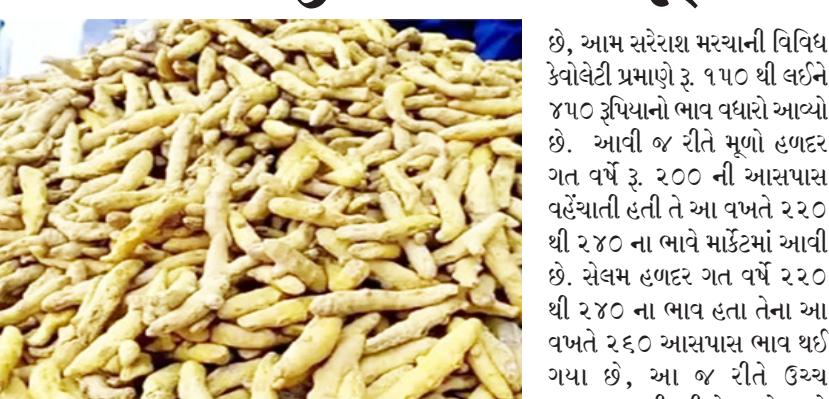 છે, આમ સરેરાશ મરચાની વિવિધ
કેવોલેટી પ્રમાણે રૂ. ૧૫૦ થી લઈને
૪૫૦ રૂપિયાનો ભાવ વધારો આવ્યો
છે. આવી જ રીતે મૂળો હળદર
ગત વર્ષે રૂ. ૨૦૦ ની આસપાસ
વહેંચાતી હતી તે આ વખતે ૨૨૦
થી ૨૪૦ ના ભાવે માર્કેટમાં આવી
છે. સેલમ હળદર ગત વર્ષે ૨૨૦
થી ૨૪૦ ના ભાવ હતા તેના આ
વખતે ૨૬૦ આસપાસ ભાવ થઈ
ગયા છે, આ જ રીતે ઉચ્ચ